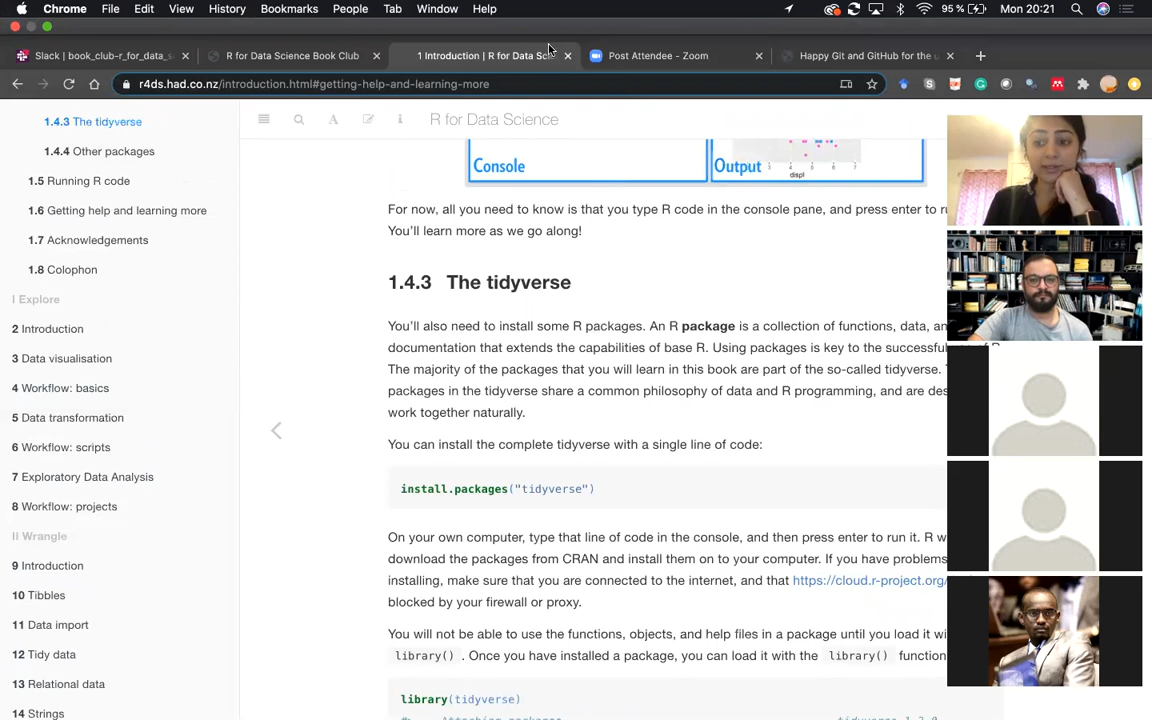 Chrome File Edit View History Bookmarks People Tab Window Help 95 % Mon 20:21
Slack | book_club-r_for_data_s
R for Data Science Book Club
1 Introduction | R for Data Sci
Post Attendee - Zoom
Happy Git and GitHub for the u
r4ds.had.co.nz/introduction.html#getting-help-and-learning-more
1.4.3 The tidyverse
1.4.4 Other packages
1.5 Running R code
1.6 Getting help and learning more
1.7 Acknowledgements
1.8 Colophon
I Explore
2 Introduction
3 Data visualisation
4 Workflow: basics
5 Data transformation
6 Workflow: scripts
7 Exploratory Data Analysis
8 Workflow: projects
II Wrangle
9 Introduction
10 Tibbles
11 Data import
12 Tidy data
13 Relational data
14 Strings
R for Data Science
Console
Output
3 4 5 6 7
displ
For now, all you need to know is that you type R code in the console pane, and press enter to
You'll learn more as we go along!
1.4.3 The tidyverse
You'll also need to install some R packages. An R package is a collection of functions, data,
documentation that extends the capabilities of base R. Using packages is key to the successful
The majority of the packages that you will learn in this book are part of the so-called tidyverse.
packages in the tidyverse share a common philosophy of data and R programming, and are
work together naturally.
You can install the complete tidyverse with a single line of code:
install.packages("tidyverse")
On your own computer, type that line of code in the console, and then press enter to run it. R
download the packages from CRAN and install them on to your computer. If you have problems
installing, make sure that you are connected to the internet, and that https://cloud.r-project.org/
blocked by your firewall or proxy.
You will not be able to use the functions, objects, and help files in a package until you load it
library() . Once you have installed a package, you can load it with the library() function
library(tidyverse)